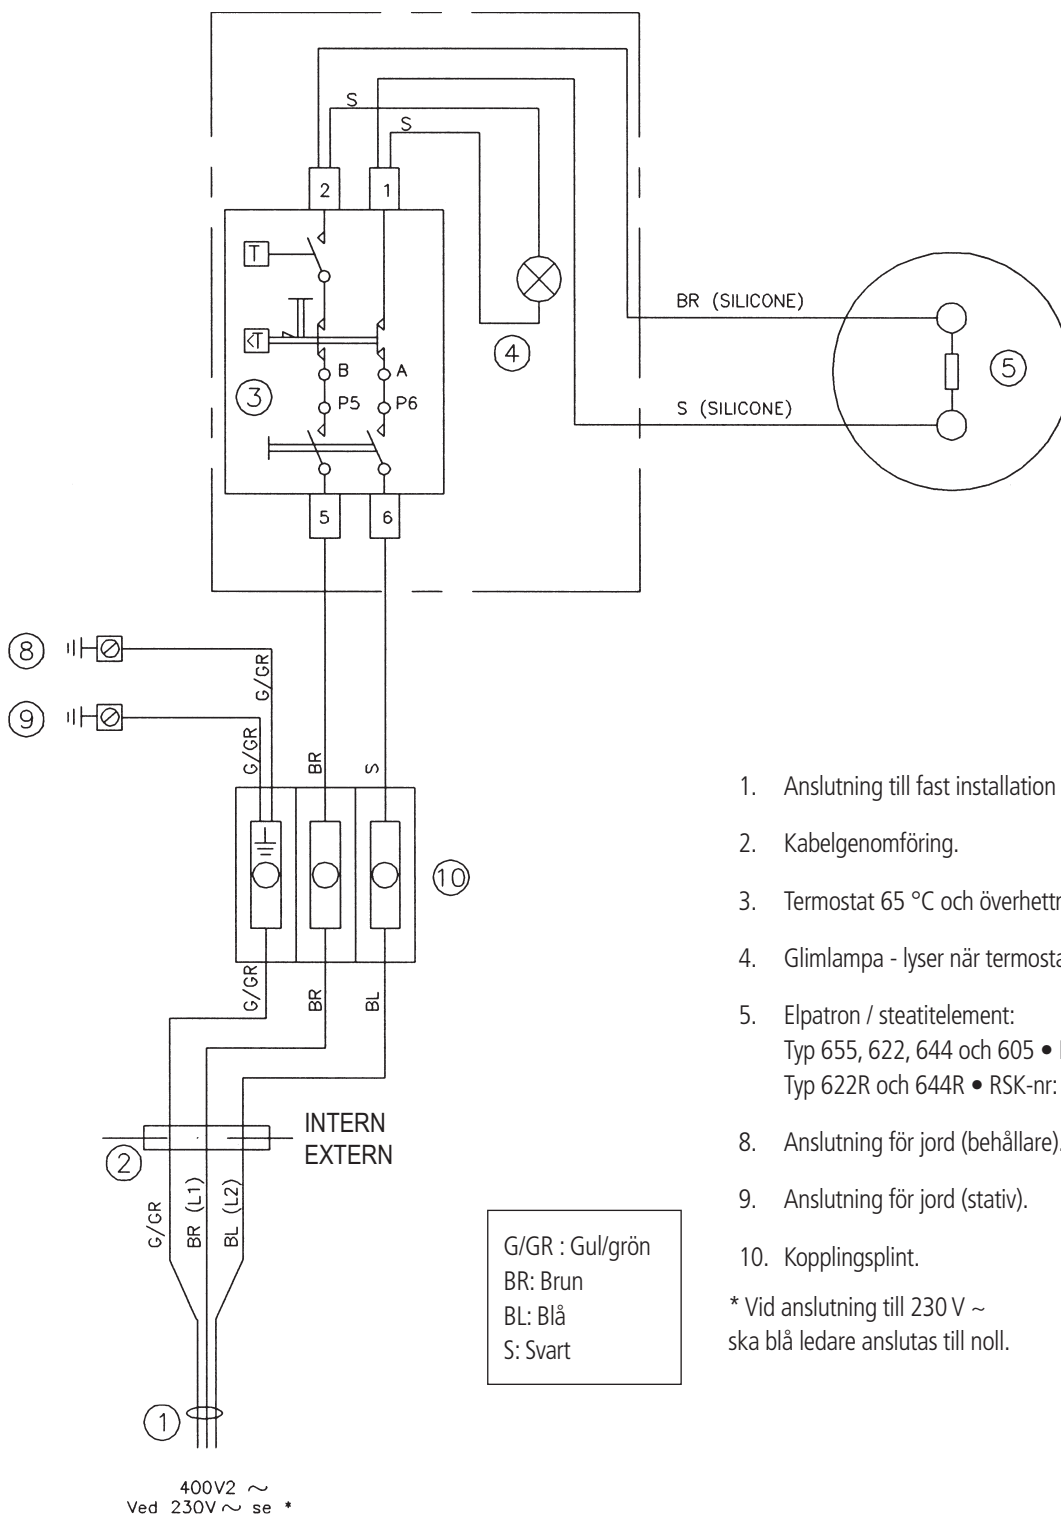 S
S
2
1
T
BR (SILICONE)
4
5
<T
B
A
3
P5
P6
S (SILICONE)
5
6
8
G/GR
9
G/GR
BR
S
1. Anslutning till fast installation
2. Kabelgenomföring.
10
3. Termostat 65 °C och
4. Glimlampa - lyser när
G/GR
BR
BL
5. Elpatron / steatitelement:
Typ 655, 622, 644 och 605 •
Typ 622R och 644R • RSK-nr:
INTERN
EXTERN
2
8. Anslutning för jord (behållare).
9. Anslutning för jord (stativ).
G/GR
BR (L1)
BL (L2)
10. Kopplingsplint.
G/GR : Gul/grön
BR: Brun
BL: Blå
S: Svart
* Vid anslutning till 230 V ~
ska blå ledare anslutas till noll.
1
400V2 ~
Ved 230V ~ se *